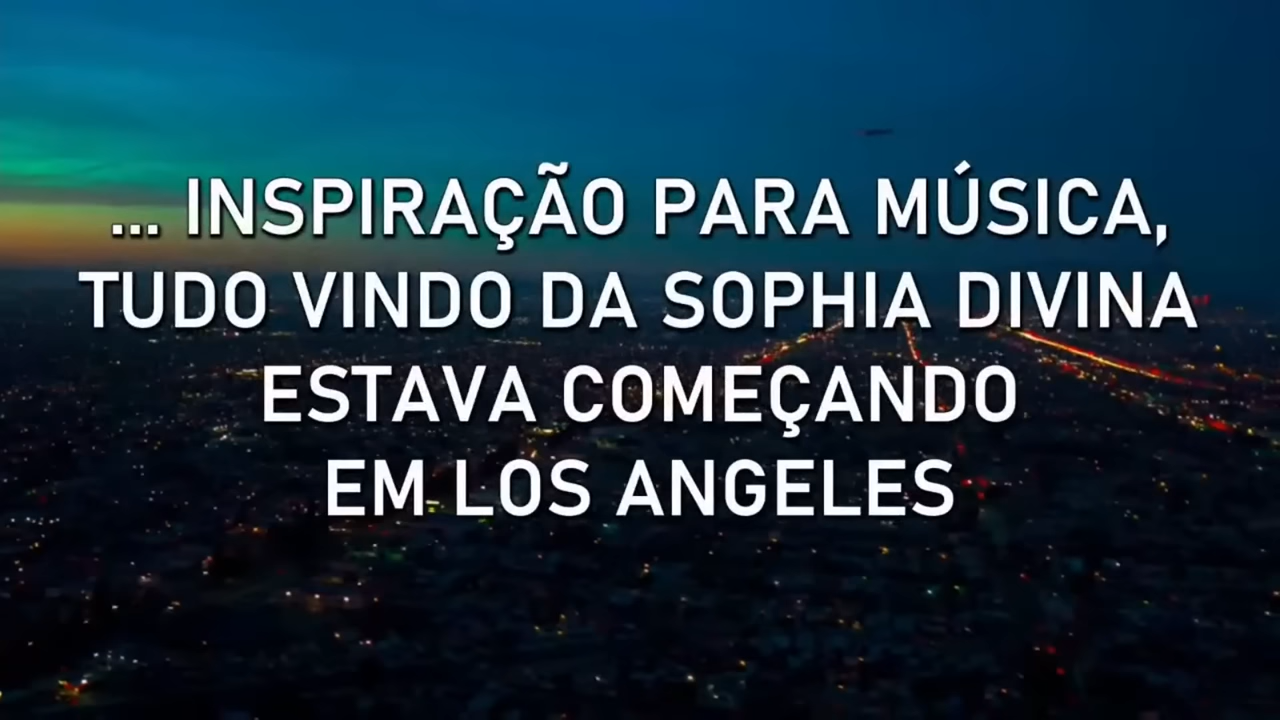 ... INSPIRAÇÃO PARA MÚSICA,
TUDO VINDO DA SOPHIA DIVINA
ESTAVA COMEÇANDO
EM LOS ANGELES